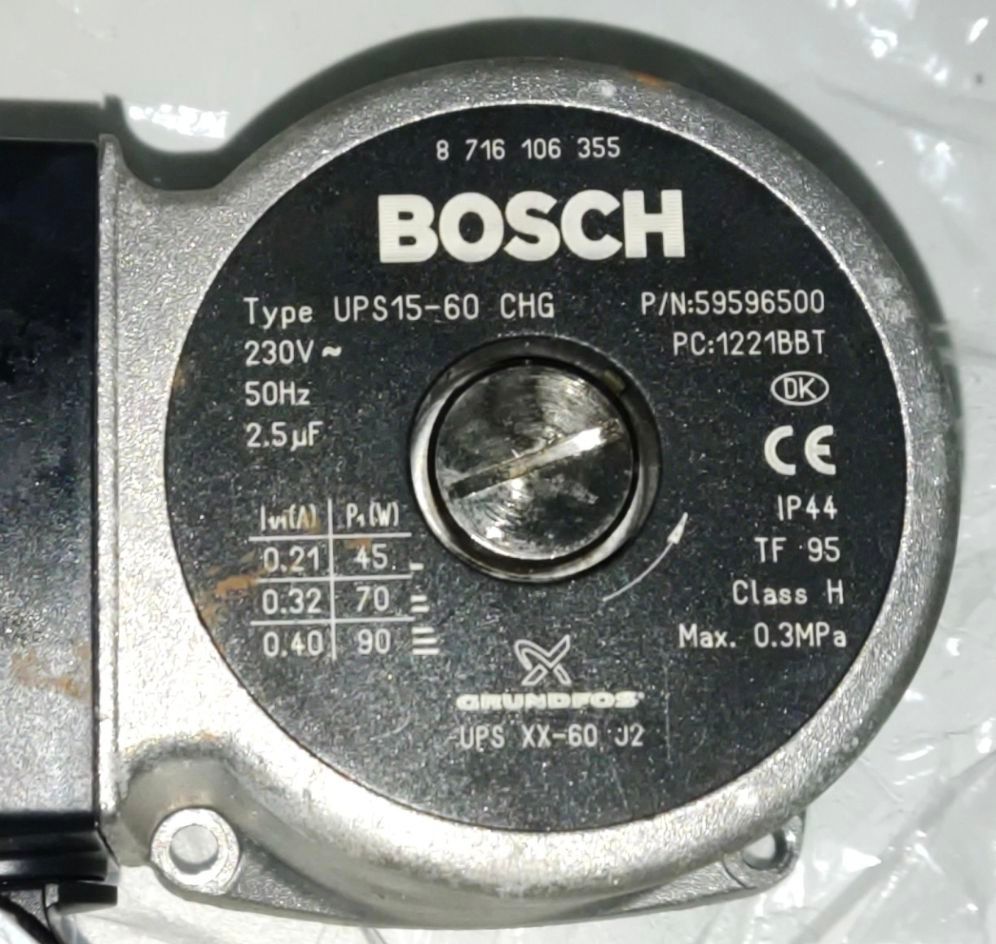 8 716 106 355
BOSCH
Type UPS15-60 CHG
P/N:59596500
230V ~
PC:1221BBT
50Hz
DK
2.5µF
CE
I₁/₁(A) P₁(W)
IP44
0.21 45
TF 95
0.32 70
Class H
0.40 90
Max. 0.3MPa
GRUNDFOS
UPS XX-60 J2